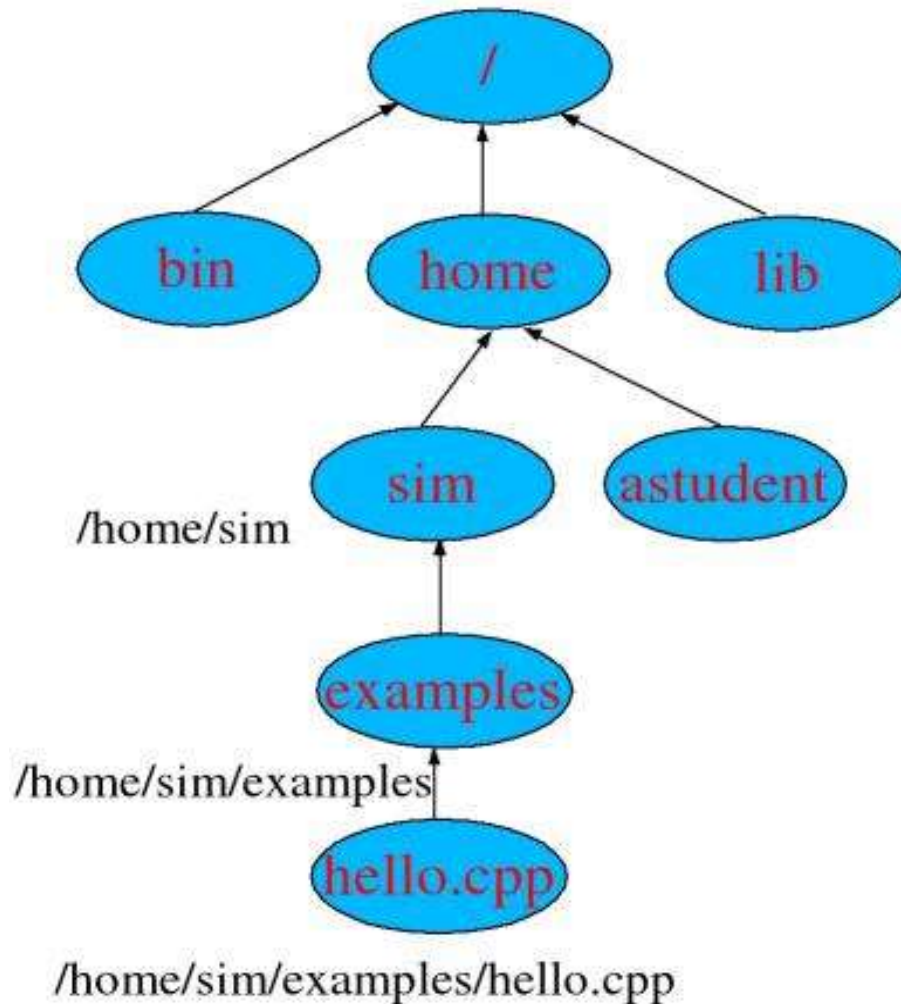 /
bin home lib
sim astudent
/home/sim
examples
/home/sim/examples
hello.cpp
/home/sim/examples/hello.cpp